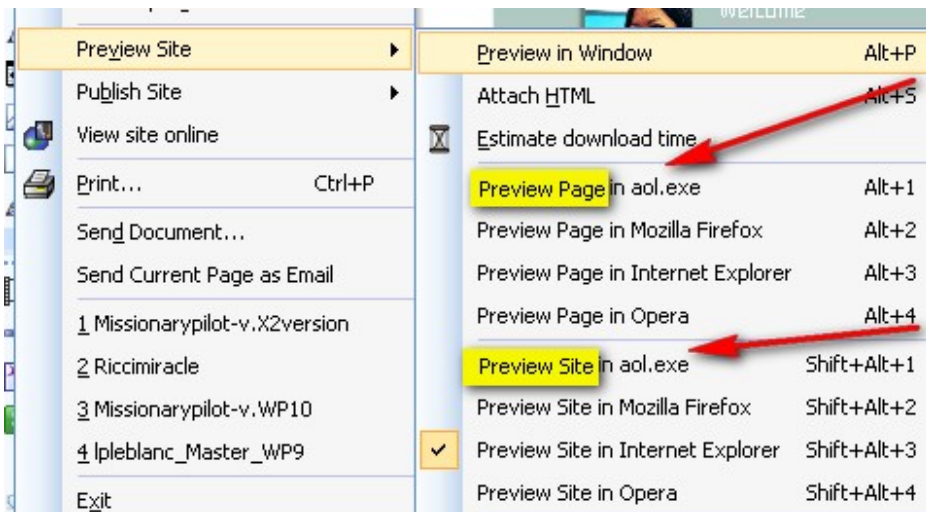 Welcome
Preview Site
Publish Site
View site online
Print... Ctrl+P
Send Document...
Send Current Page as Email
1 Missionarypilot-v.X2version
2 Riccimiracle
3 Missionarypilot-v.WP10
4 lpleblanc_Master_WP9
Exit
Preview in Window Alt+P
Attach HTML Alt+S
Estimate download time
Preview Page in aol.exe Alt+1
Preview Page in Mozilla Firefox Alt+2
Preview Page in Internet Explorer Alt+3
Preview Page in Opera Alt+4
Preview Site in aol.exe Shift+Alt+1
Preview Site in Mozilla Firefox Shift+Alt+2
Preview Site in Internet Explorer Shift+Alt+3
Preview Site in Opera Shift+Alt+4